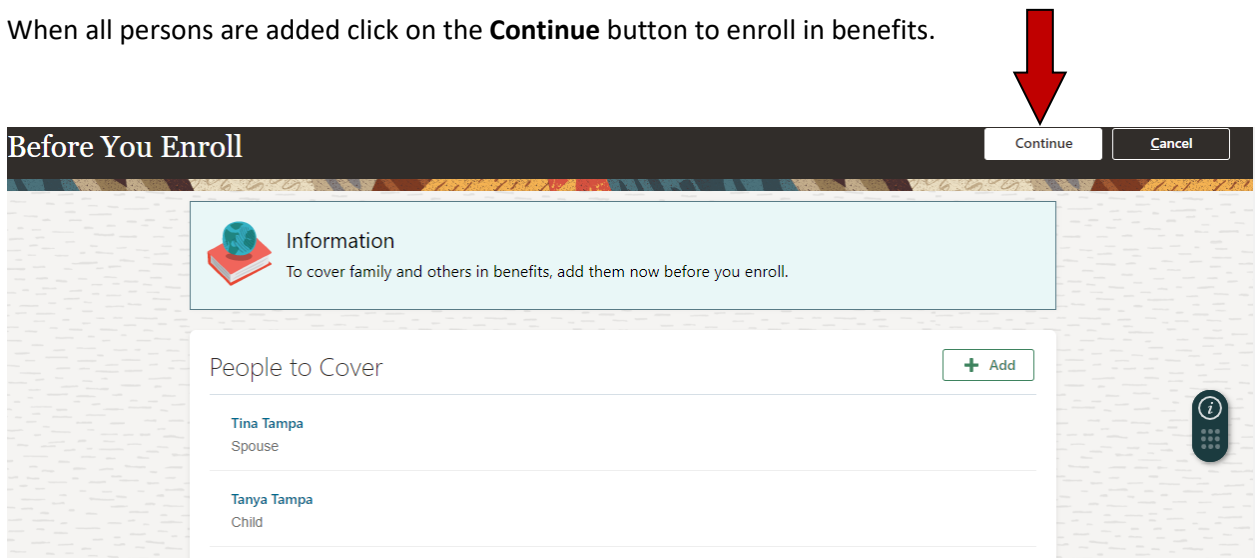 When all persons are added click on the Continue button to enroll in benefits.
Before You Enroll
Continue
Cancel
Information
To cover family and others in benefits, add them now before you enroll.
People to Cover
+ Add
Tina Tampa
Spouse
Tanya Tampa
Child